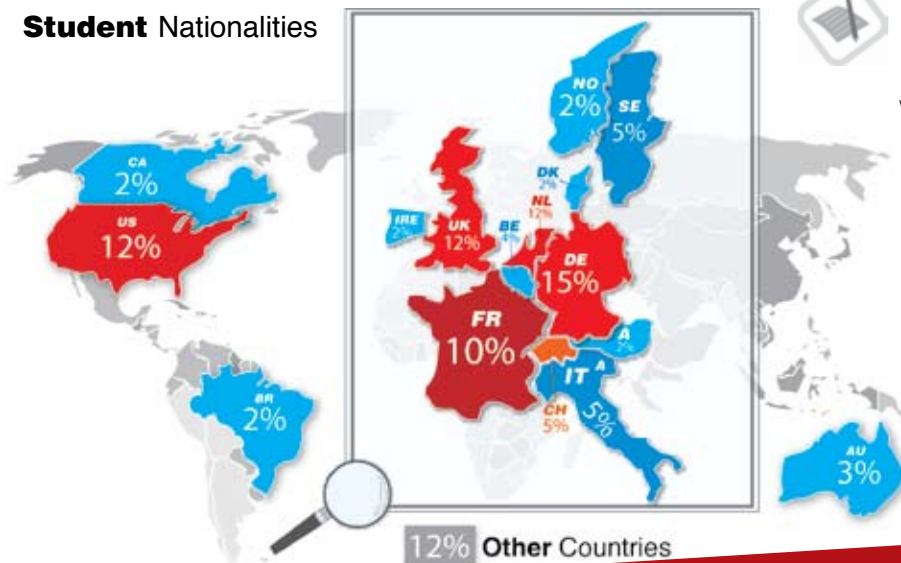 Student Nationalities
NO
2%
SE
5%
CA
2%
DK
2%
US
12%
NL
12%
IRE
2%
UK
12%
BE
4%
DE
15%
FR
10%
A
2%
IT A
5%
CH
5%
BR
2%
AU
3%
12% Other Countries